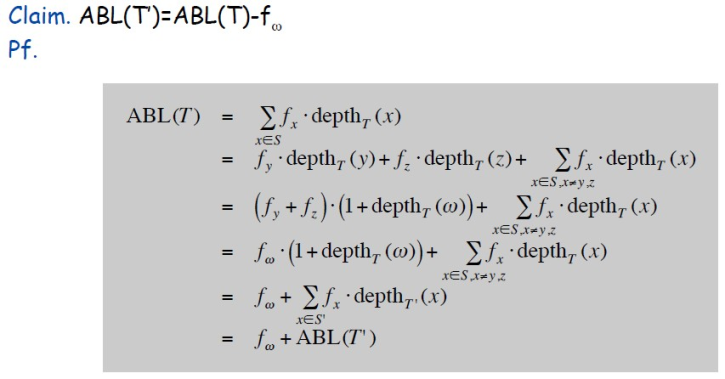 Claim. ABL(T')=ABL(T)-f_ω
Pf.
ABL(T) = ∑_{x∈S} f_x · depth_T (x)
= f_y · depth_T (y) + f_z · depth_T (z) + ∑_{x∈S,x≠y,z} f_x · depth_T (x)
= (f_y + f_z) · (1 + depth_T (ω)) + ∑_{x∈S,x≠y,z} f_x · depth_T (x)
= f_ω · (1 + depth_T (ω)) + ∑_{x∈S,x≠y,z} f_x · depth_T (x)
= f_ω + ∑_{x∈S'} f_x · depth_{T'} (x)
= f_ω + ABL(T')